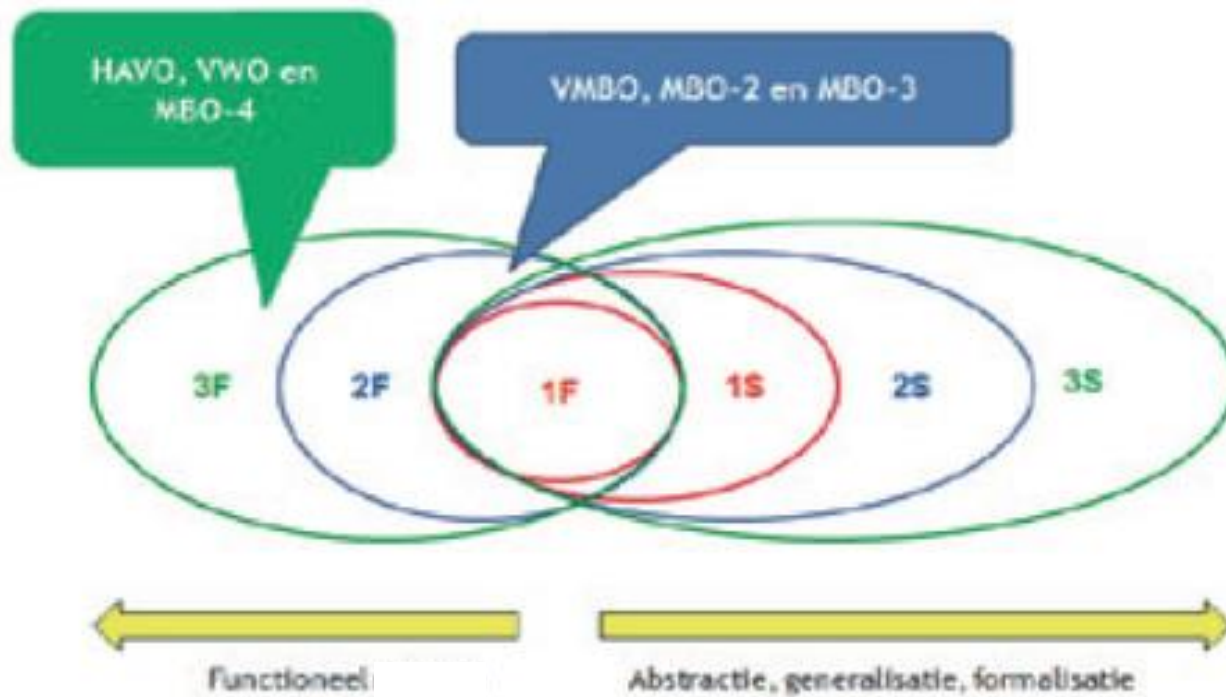 HAVO, VWO en
MBO-4
VMBO, MBO-2 en MBO-3
3F
2F
1F
1S
2S
3S
Functioneel
Abstractie, generalisatie, formalisatie